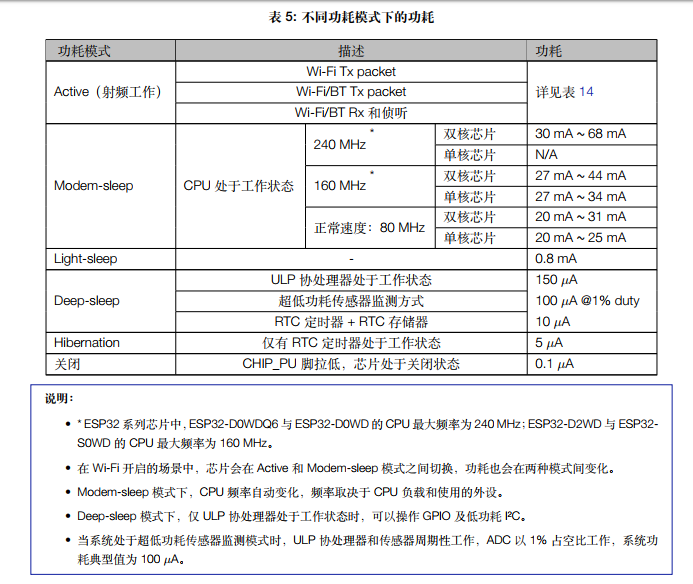 表 5: 不同功耗模式下的功耗
功耗模式 描述 功耗
Active（射频工作） Wi-Fi Tx packet 详见表 14
Wi-Fi/BT Tx packet
Wi-Fi/BT Rx 和侦听
Modem-sleep CPU 处于工作状态 240 MHz * 双核芯片 30 mA ~ 68 mA
单核芯片 N/A
160 MHz * 双核芯片 27 mA ~ 44 mA
单核芯片 27 mA ~ 34 mA
正常速度：80 MHz 双核芯片 20 mA ~ 31 mA
单核芯片 20 mA ~ 25 mA
Light-sleep - 0.8 mA
Deep-sleep ULP 协处理器处于工作状态 150 μA
超低功耗传感器监测方式 100 μA @1% duty
RTC 定时器 + RTC 存储器 10 μA
Hibernation 仅有 RTC 定时器处于工作状态 5 μA
关闭 CHIP_PU 脚拉低，芯片处于关闭状态 0.1 μA
说明：
• * ESP32 系列芯片中，ESP32-D0WDQ6 与 ESP32-D0WD 的 CPU 最大频率为 240 MHz；ESP32-D2WD 与 ESP32-
S0WD 的 CPU 最大频率为 160 MHz。
• 在 Wi-Fi 开启的场景中，芯片会在 Active 和 Modem-sleep 模式之间切换，功耗也会在两种模式间变化。
• Modem-sleep 模式下，CPU 频率自动变化，频率取决于 CPU 负载和使用的外设。
• Deep-sleep 模式下，仅 ULP 协处理器处于工作状态时，可以操作 GPIO 及低功耗 I²C。
• 当系统处于超低功耗传感器监测模式时，ULP 协处理器和传感器周期性工作，ADC 以 1% 占空比工作，系统功
耗典型值为 100 μA。